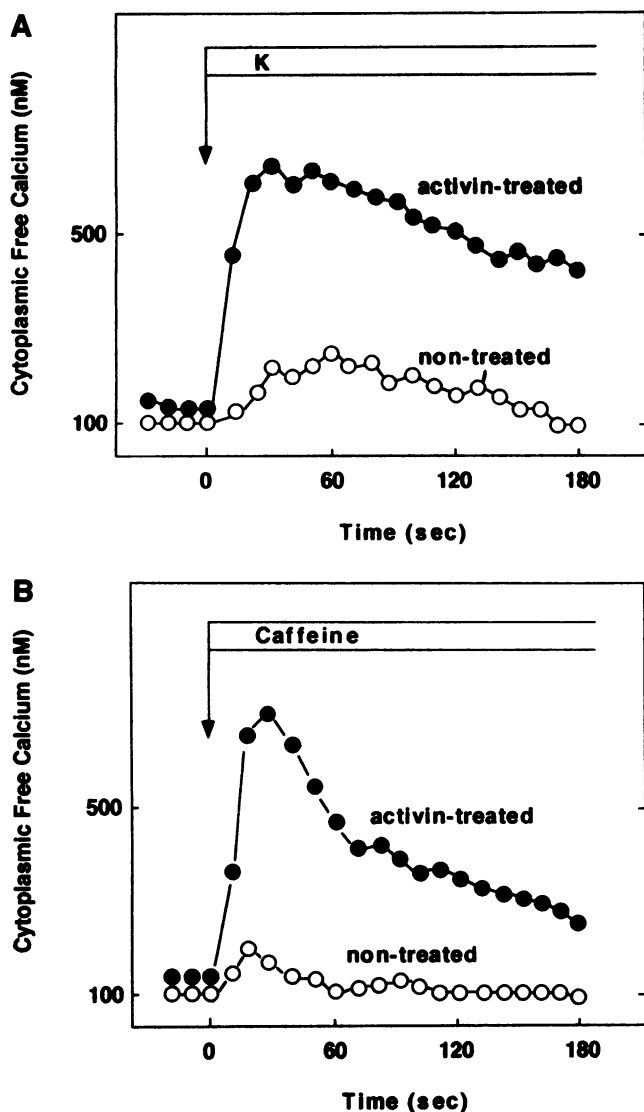 A
K
Cytoplasmic Free Calcium (nM)
activin-treated
500
non-treated
100
0 60 120 180
Time (sec)
B
Caffeine
Cytoplasmic Free Calcium (nM)
500
activin-treated
non-treated
100
0 60 120 180
Time (sec)